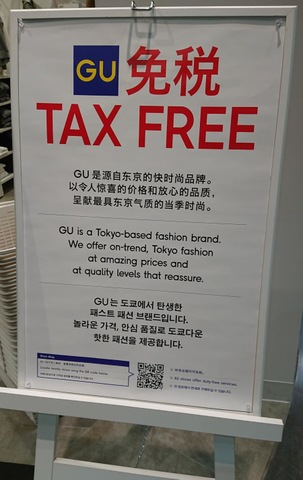 GU 免税
TAX FREE
GU是源自东京的快时尚品牌。
以令人惊喜的价格和放心的品质，
呈献最具东京气质的当季时尚。
GU is a Tokyo-based fashion brand.
We offer on-trend, Tokyo fashion
at amazing prices and
at quality levels that reassure.
GU는 도쿄에서 탄생한
패스트 패션 브랜드입니다.
놀라운 가격, 안심 품질로 도쿄다운
핫한 패션을 제공합니다.
Store Map
All stores offer duty-free services.